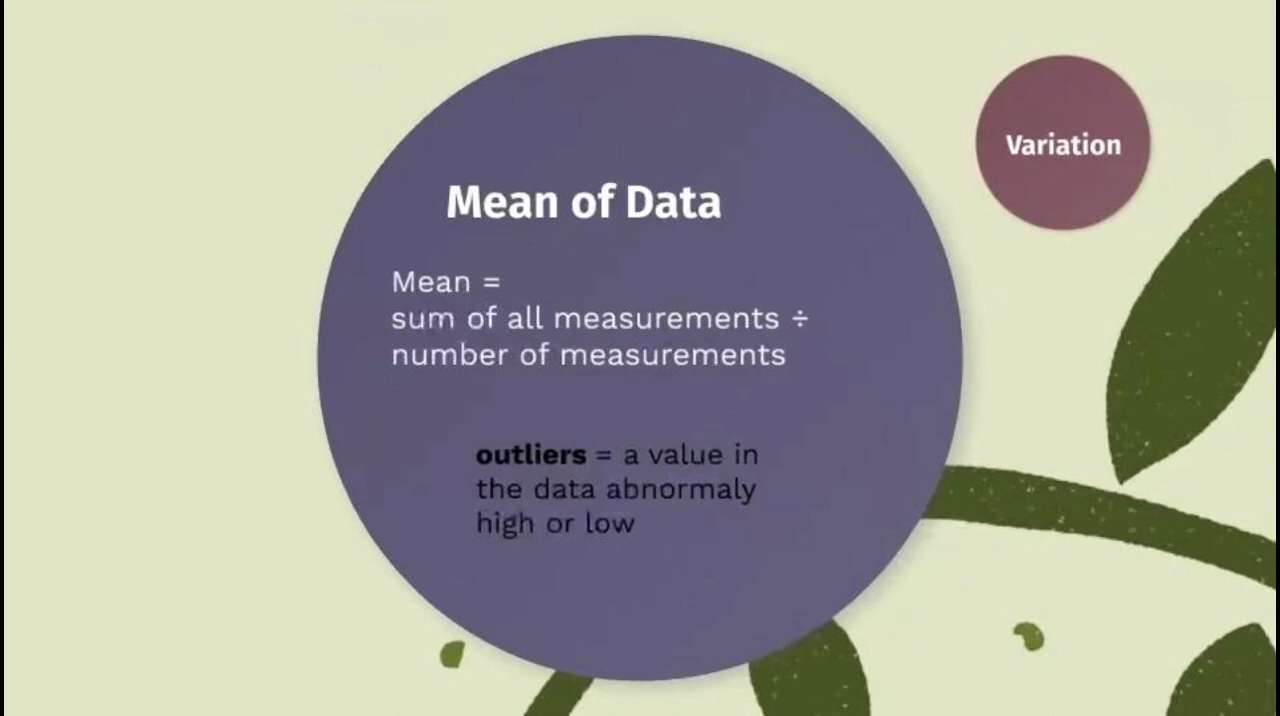 Mean of Data
Mean =
sum of all measurements ÷
number of measurements
outliers = a value in
the data abnormaly
high or low
Variation